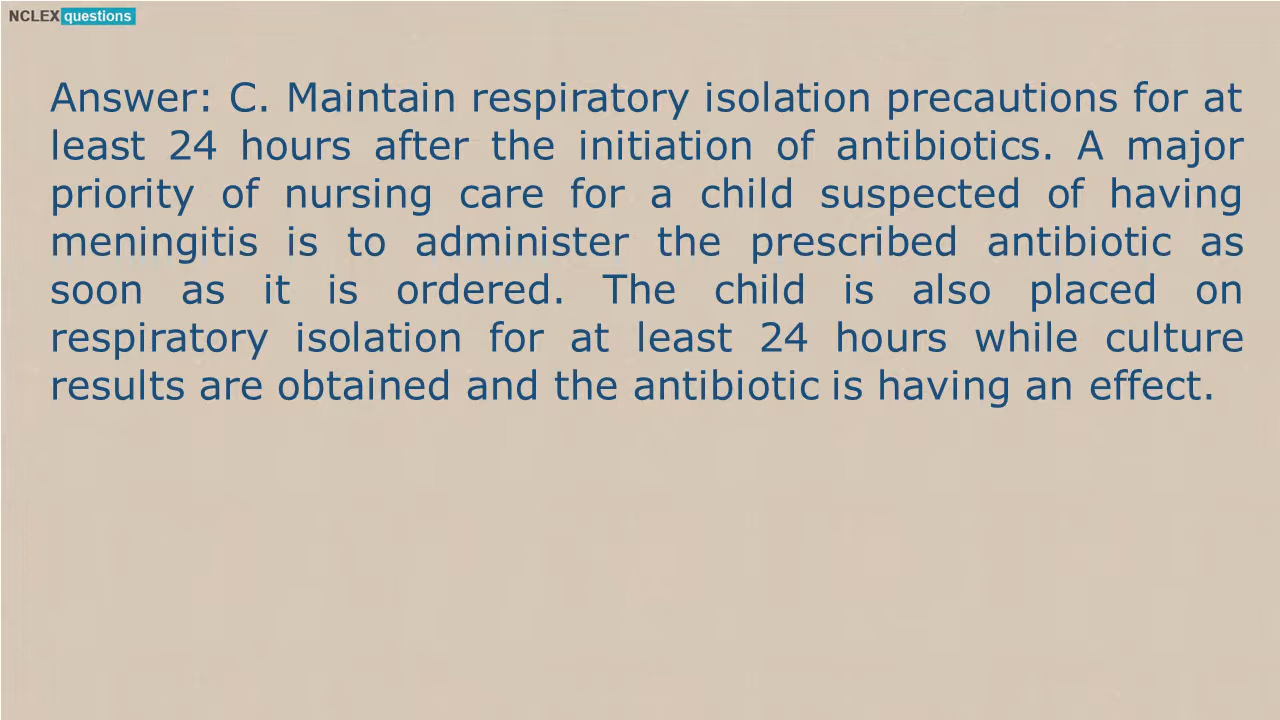 NCLEX questions
Answer: C. Maintain respiratory isolation precautions for at
least 24 hours after the initiation of antibiotics. A major
priority of nursing care for a child suspected of having
meningitis is to administer the prescribed antibiotic as
soon as it is ordered. The child is also placed on
respiratory isolation for at least 24 hours while culture
results are obtained and the antibiotic is having an effect.